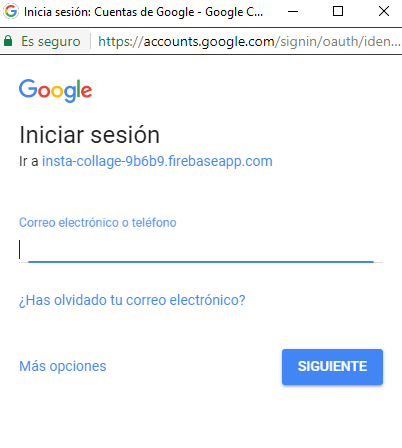 Inicia sesión: Cuentas de Google - Google C...
Es seguro
https://accounts.google.com/signin/oauth/iden...
Google
Iniciar sesión
Ir a insta-collage-9b6b9.firebaseapp.com
Correo electrónico o teléfono
¿Has olvidado tu correo electrónico?
Más opciones
SIGUIENTE